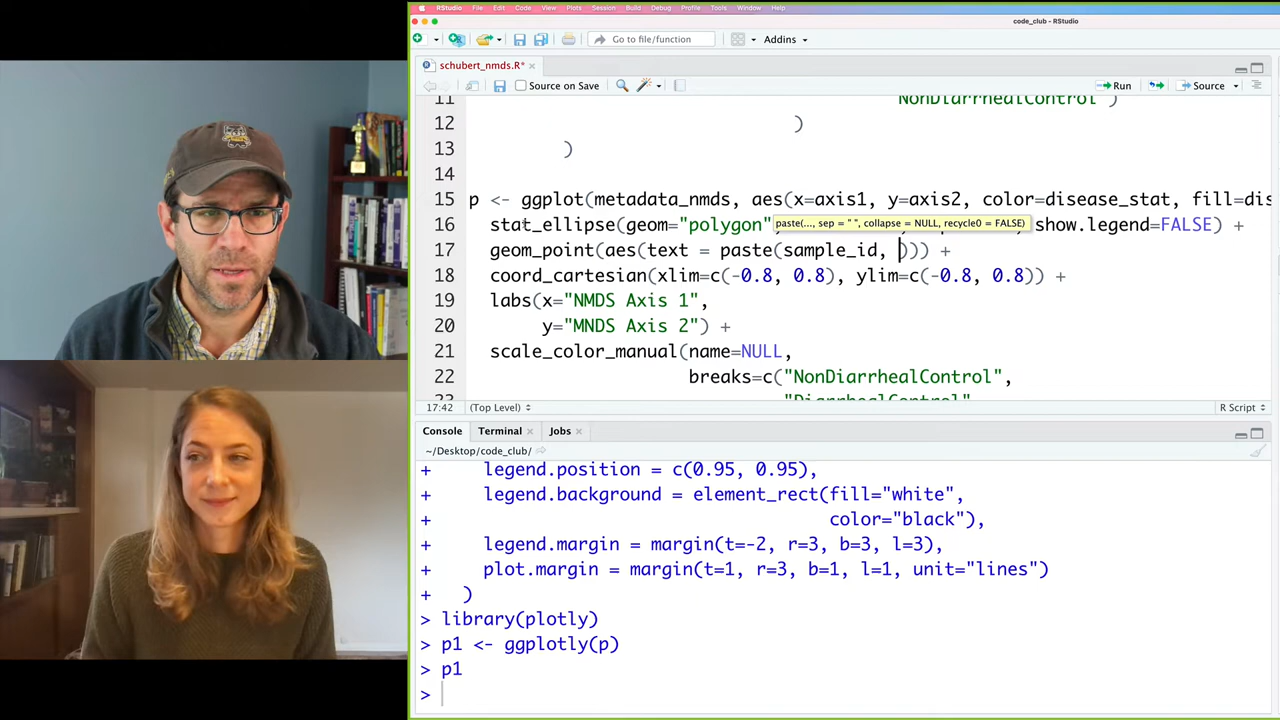 RStudio File Edit Code View Plots Session Build Debug Profile Tools Window Help
code_club - RStudio
Go to file/function Addins
schubert_nmds.R*
Source on Save Run Source
11 NonDiarrhealControl")
12 )
13 )
14
15 p <- ggplot(metadata_nmds, aes(x=axis1, y=axis2, color=disease_stat, fill=dis
paste(..., sep = " ", collapse = NULL, recycle0 = FALSE)
16 stat_ellipse(geom="polygon" show.legend=FALSE) +
17 geom_point(aes(text = paste(sample_id, ))) +
18 coord_cartesian(xlim=c(-0.8, 0.8), ylim=c(-0.8, 0.8)) +
19 labs(x="NMDS Axis 1",
20 y="MNDS Axis 2") +
21 scale_color_manual(name=NULL,
22 breaks=c("NonDiarrhealControl",
23 "DiarrhealControl",
17:42 (Top Level) R Script
Console Terminal Jobs
~/Desktop/code_club/
+ legend.position = c(0.95, 0.95),
+ legend.background = element_rect(fill="white",
+ color="black"),
+ legend.margin = margin(t=-2, r=3, b=3, l=3),
+ plot.margin = margin(t=1, r=3, b=1, l=1, unit="lines")
+ )
> library(plotly)
> p1 <- ggplotly(p)
> p1
>